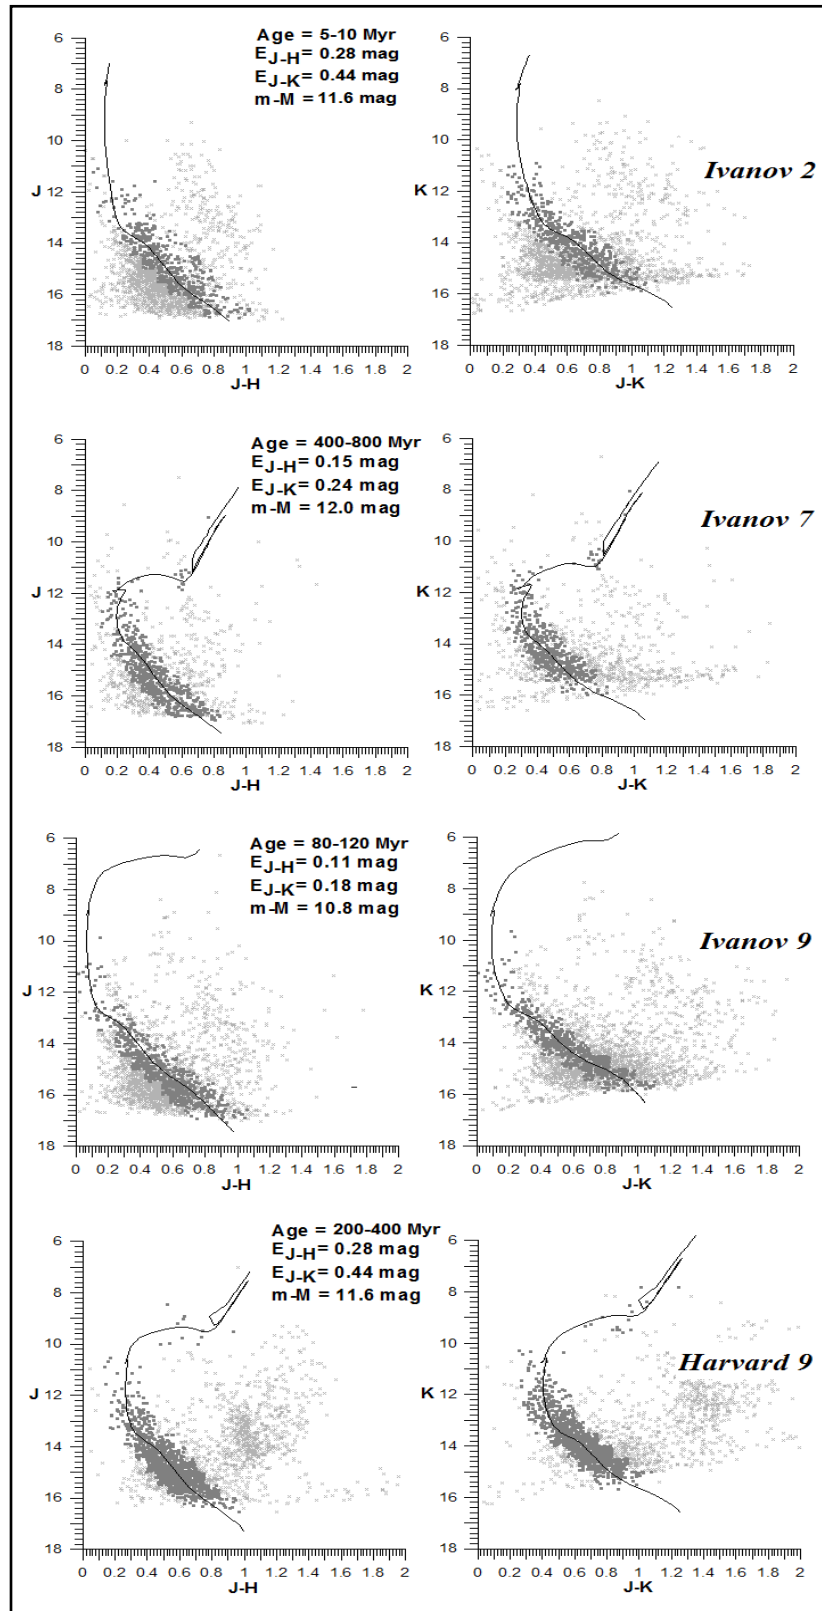 Age = 5-10 Myr
E J-H = 0.28 mag
E J-K = 0.44 mag
m-M = 11.6 mag
Ivanov 2
6
8
10
12
14
16
18
J
0 0.2 0.4 0.6 0.8 1 1.2 1.4 1.6 1.8 2
J-H
6
8
10
12
14
16
18
K
0 0.2 0.4 0.6 0.8 1 1.2 1.4 1.6 1.8 2
J-K
Age = 400-800 Myr
E J-H = 0.15 mag
E J-K = 0.24 mag
m-M = 12.0 mag
Ivanov 7
6
8
10
12
14
16
18
J
0 0.2 0.4 0.6 0.8 1 1.2 1.4 1.6 1.8 2
J-H
6
8
10
12
14
16
18
K
0 0.2 0.4 0.6 0.8 1 1.2 1.4 1.6 1.8 2
J-K
Age = 80-120 Myr
E J-H = 0.11 mag
E J-K = 0.18 mag
m-M = 10.8 mag
Ivanov 9
6
8
10
12
14
16
18
J
0 0.2 0.4 0.6 0.8 1 1.2 1.4 1.6 1.8 2
J-H
6
8
10
12
14
16
18
K
0 0.2 0.4 0.6 0.8 1 1.2 1.4 1.6 1.8 2
J-K
Age = 200-400 Myr
E J-H = 0.28 mag
E J-K = 0.44 mag
m-M = 11.6 mag
Harvard 9
6
8
10
12
14
16
18
J
0 0.2 0.4 0.6 0.8 1 1.2 1.4 1.6 1.8 2
J-H
6
8
10
12
14
16
18
K
0 0.2 0.4 0.6 0.8 1 1.2 1.4 1.6 1.8 2
J-K